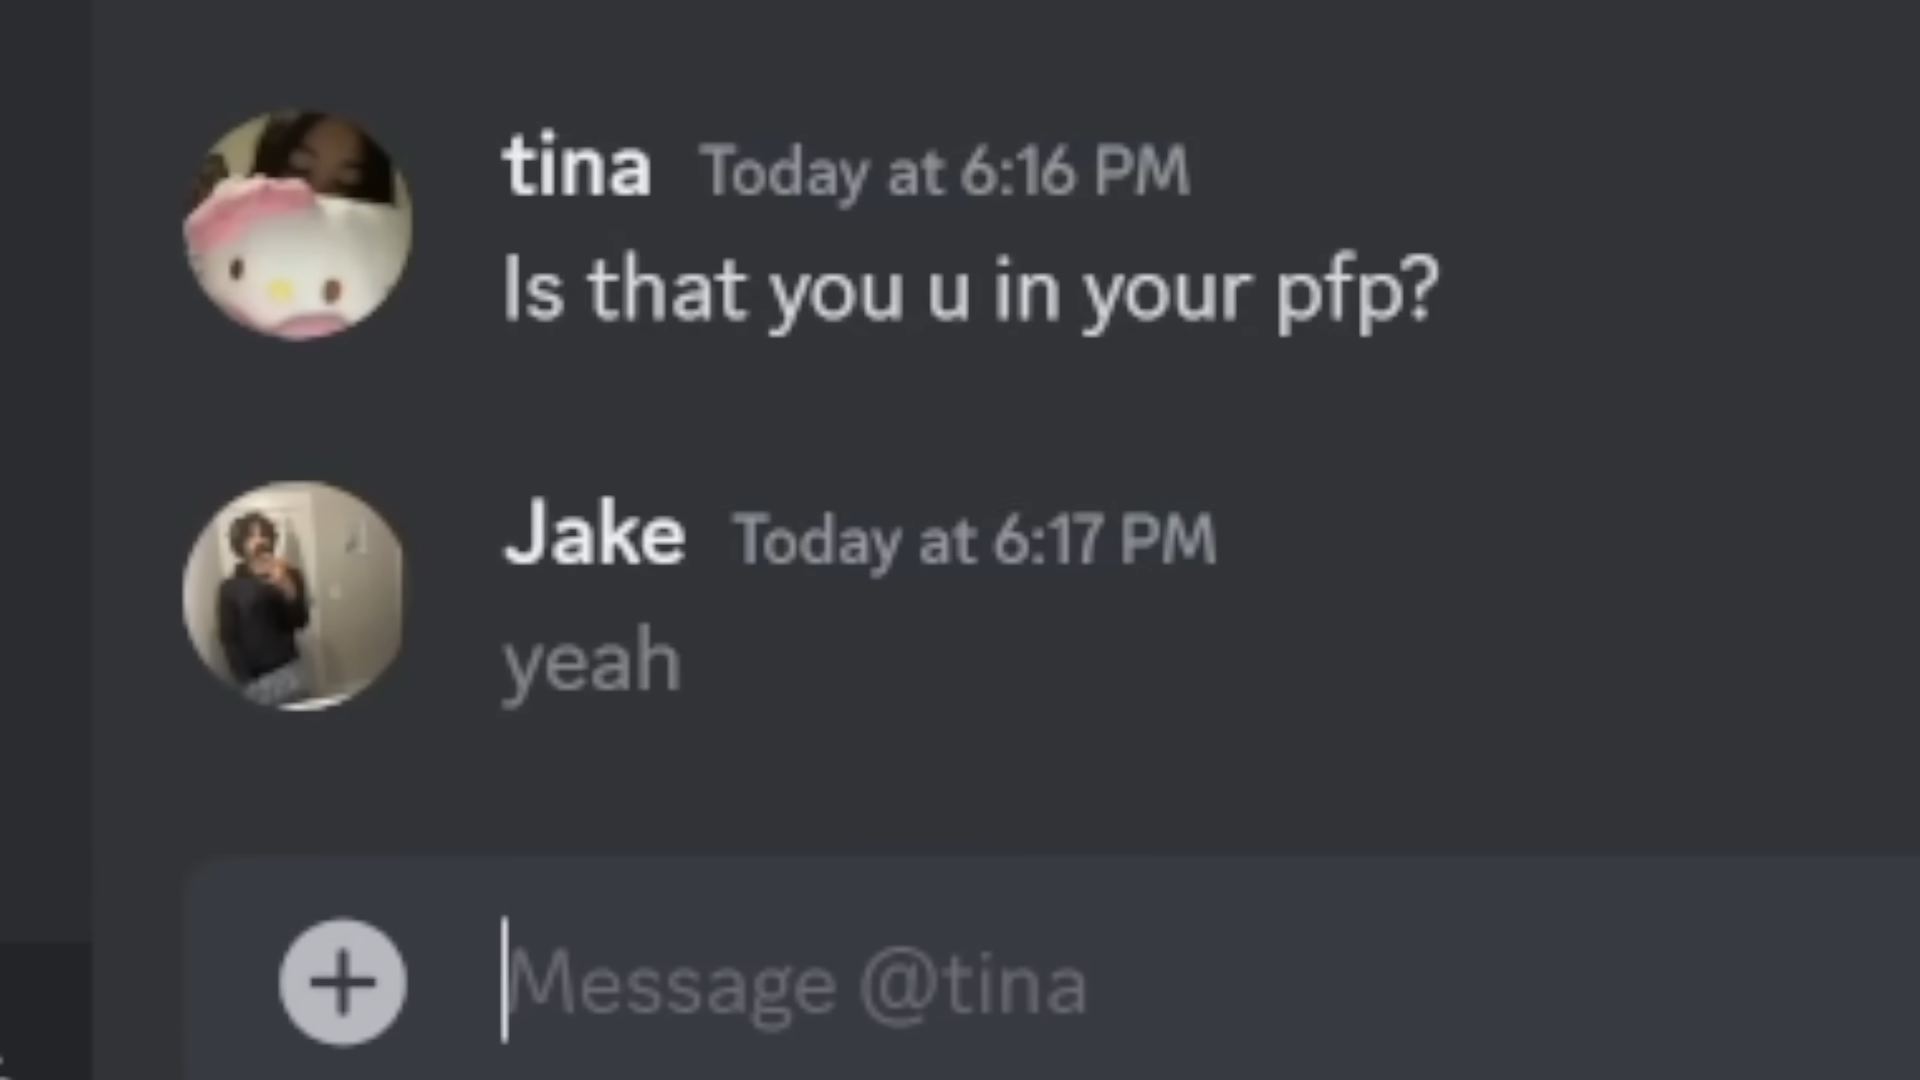 tina Today at 6:16 PM
Is that you u in your pfp?
Jake Today at 6:17 PM
yeah
Message @tina